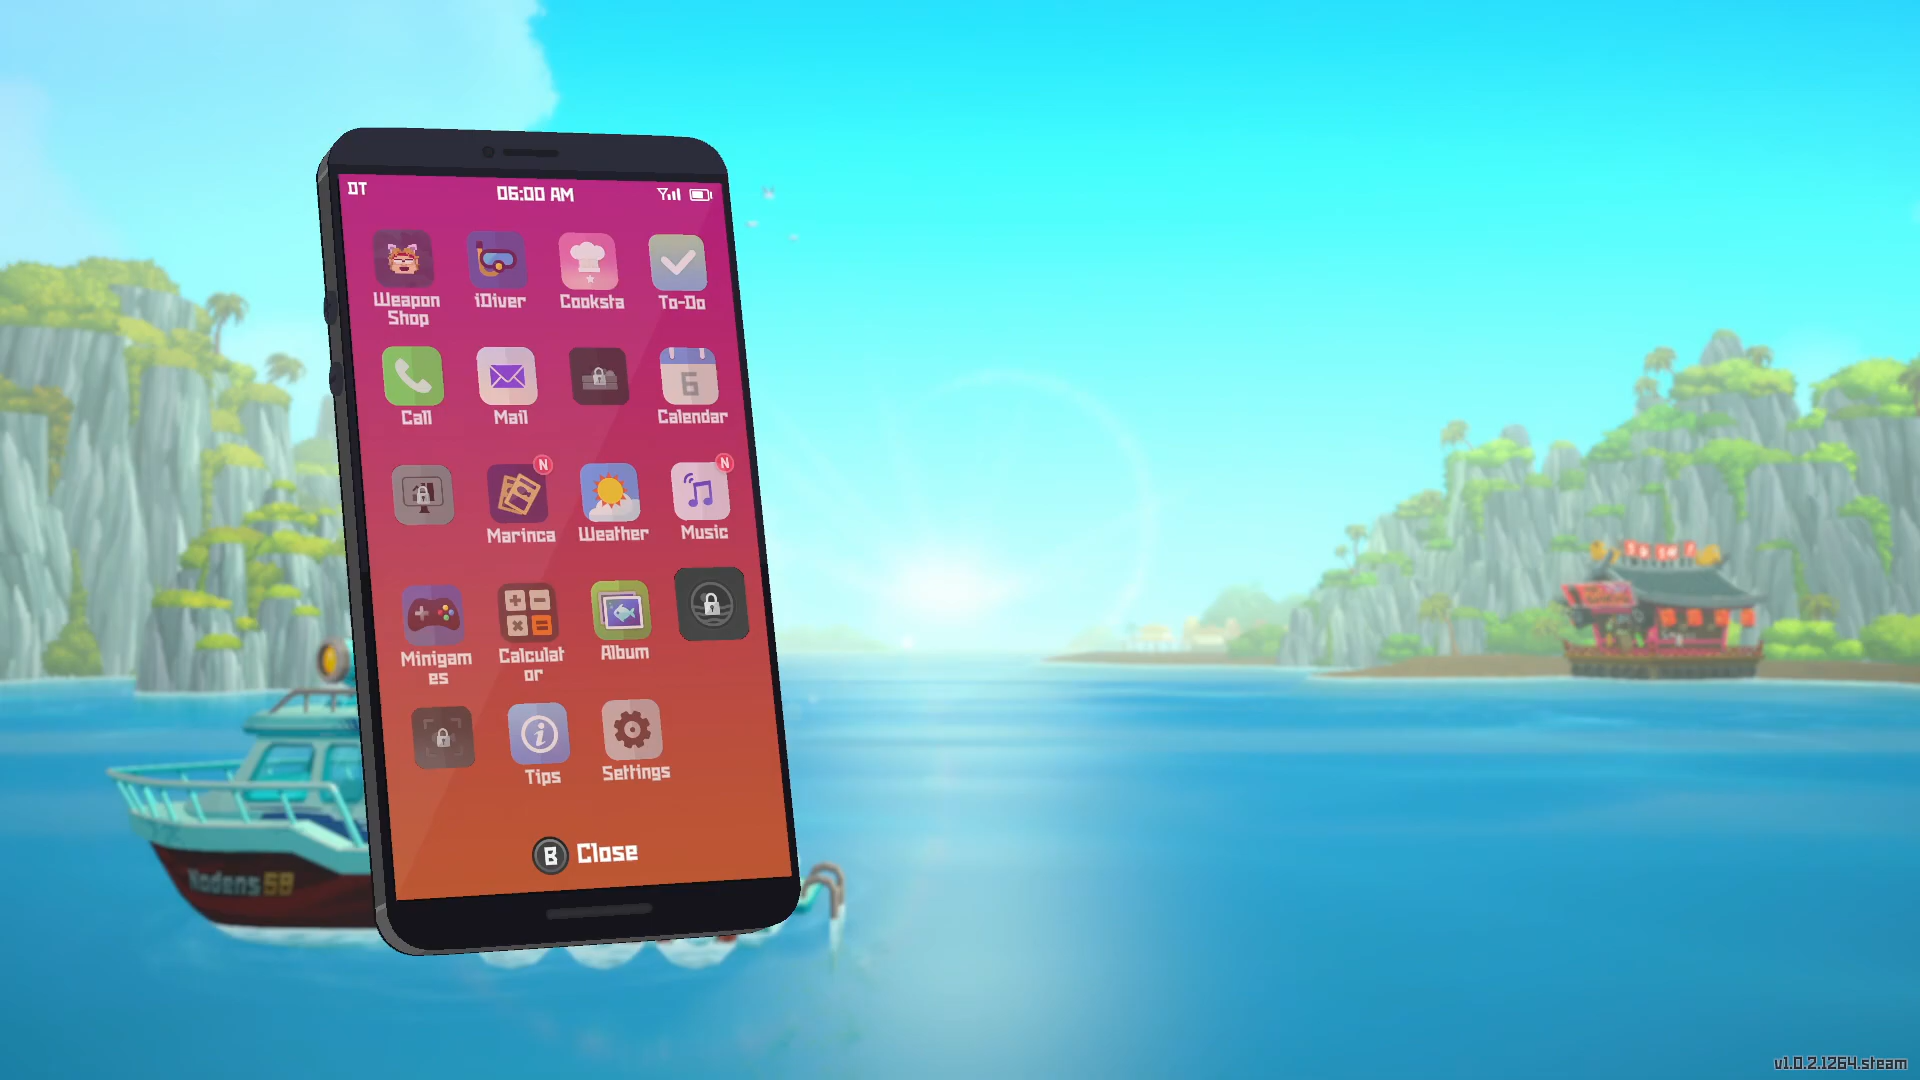 DT
06:00 AM
Weapon
Shop
iDiver
Cooksta
To-Do
Call
Mail
6
Calendar
N
Marinca
Weather
N
Music
Minigam
es
Calculat
or
Album
Tips
Settings
B Close
Nodens58
v1.0.2.1264.steam